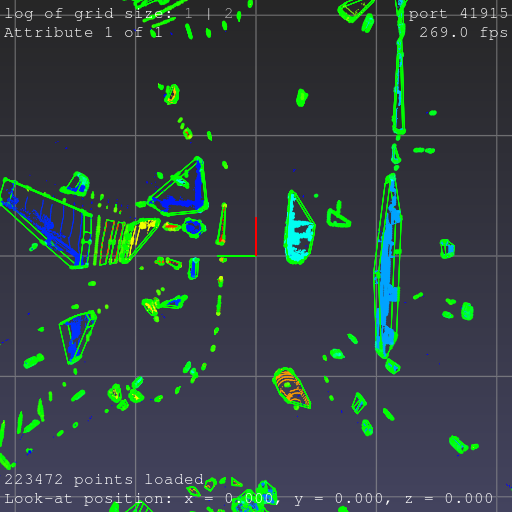 log of grid size: 1 | 2
port 41915
Attribute 1 of 1
269.0 fps
223472 points loaded
Look-at position: x = 0.000, y = 0.000, z = 0.000